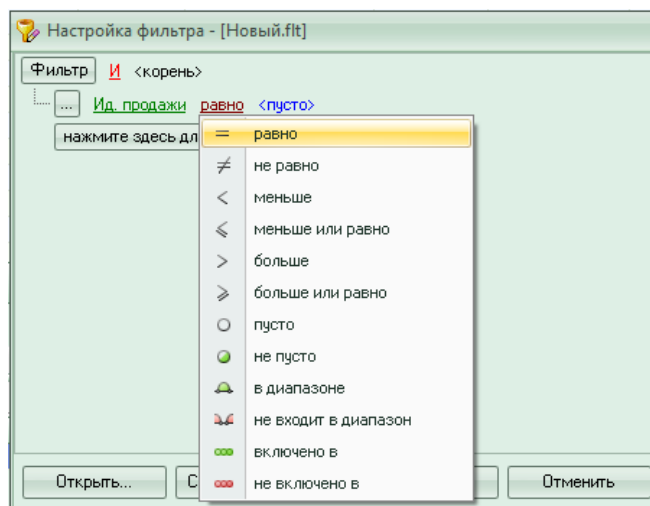 Настройка фильтра - [Новый.flt]
Фильтр И <корень>
... Ид. продажи равно <пусто>
нажмите здесь дл
= равно
≠ не равно
< меньше
⩽ меньше или равно
> больше
⩾ больше или равно
пусто
не пусто
в диапазоне
не входит в диапазон
включено в
не включено в
Открыть... С Отменить